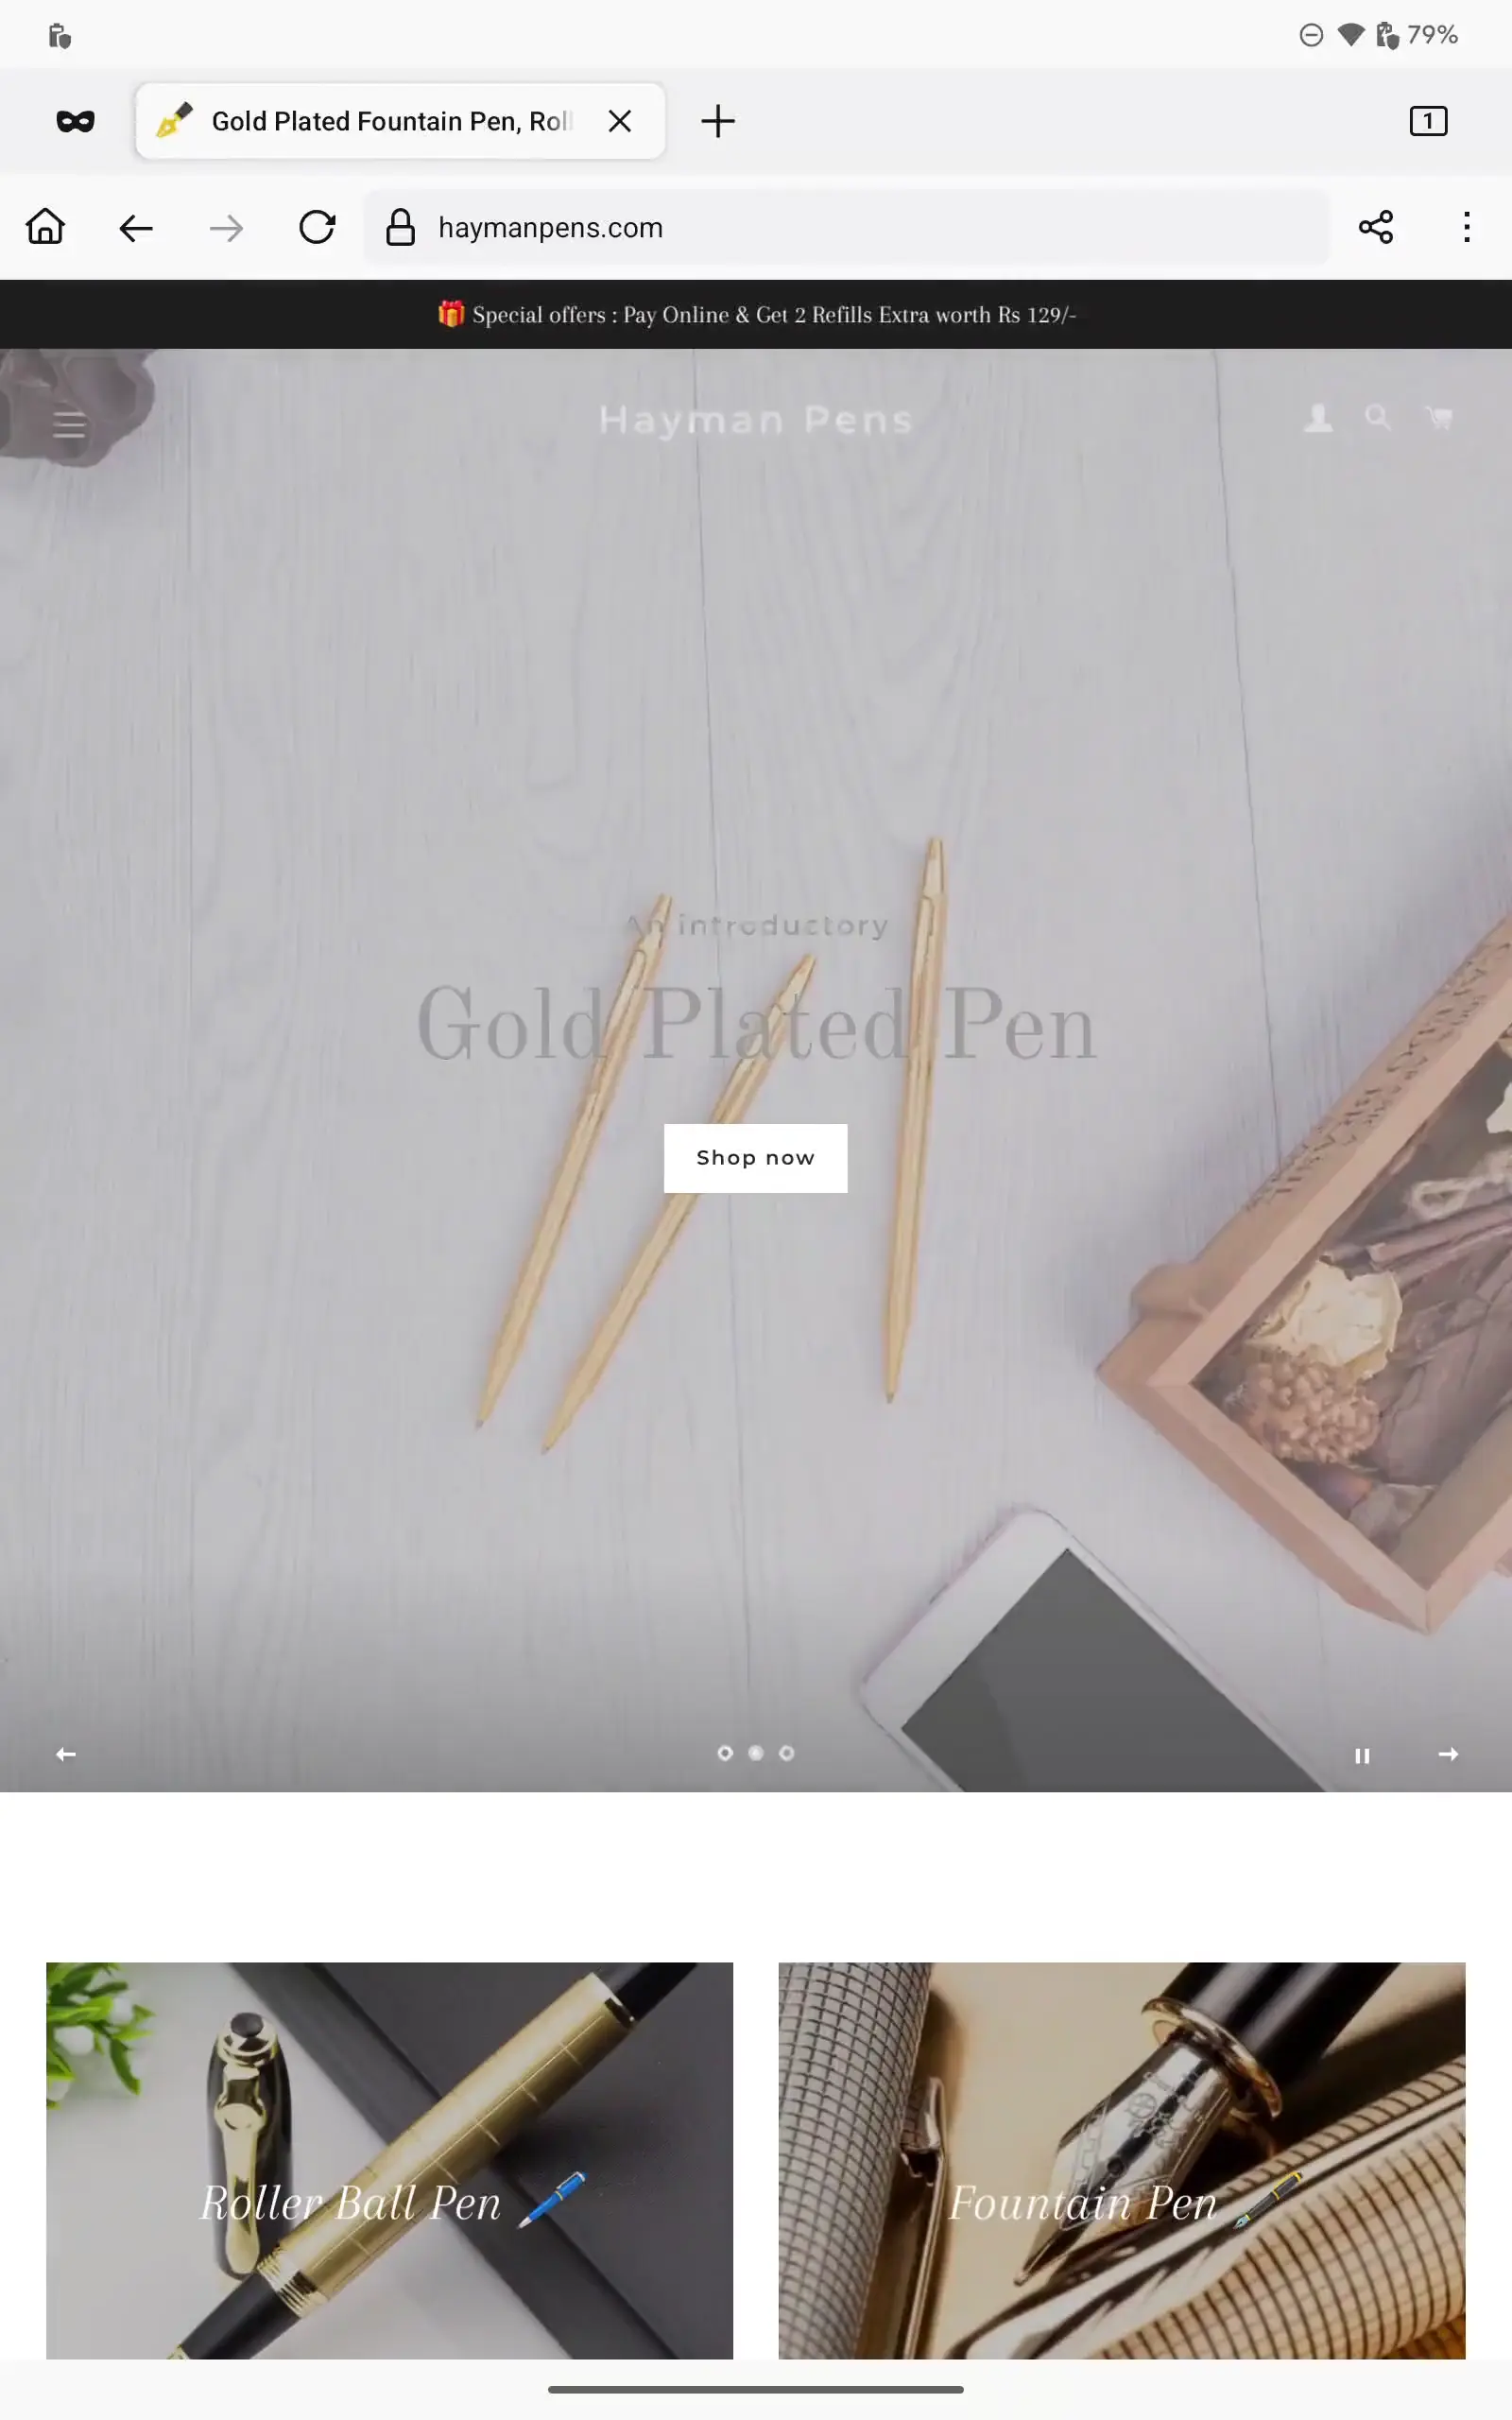 79%
Gold Plated Fountain Pen, Roll
1
haymanpens.com
🎁 Special offers : Pay Online & Get 2 Refills Extra worth Rs 129/-
Hayman Pens
An introductory
Gold Plated Pen
Shop now
Roller Ball Pen 🖊️
Fountain Pen 🖋️